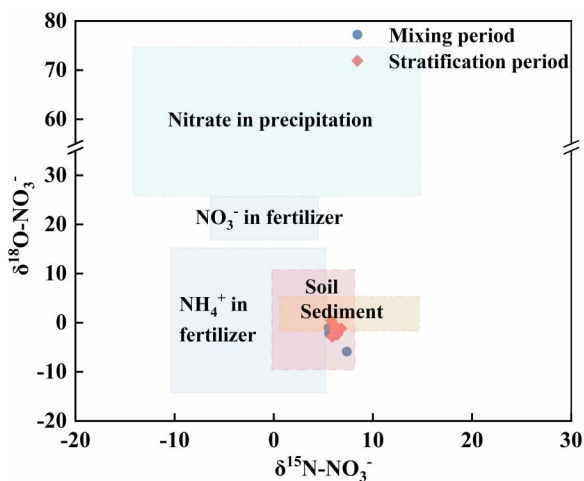 80
70
60
30
20
10
0
-10
-20
-20
-10
0
10
20
30
δ¹⁸O-NO₃⁻
δ¹⁵N-NO₃⁻
Mixing period
Stratification period
Nitrate in precipitation
NO₃⁻ in fertilizer
NH₄⁺ in
fertilizer
Soil
Sediment